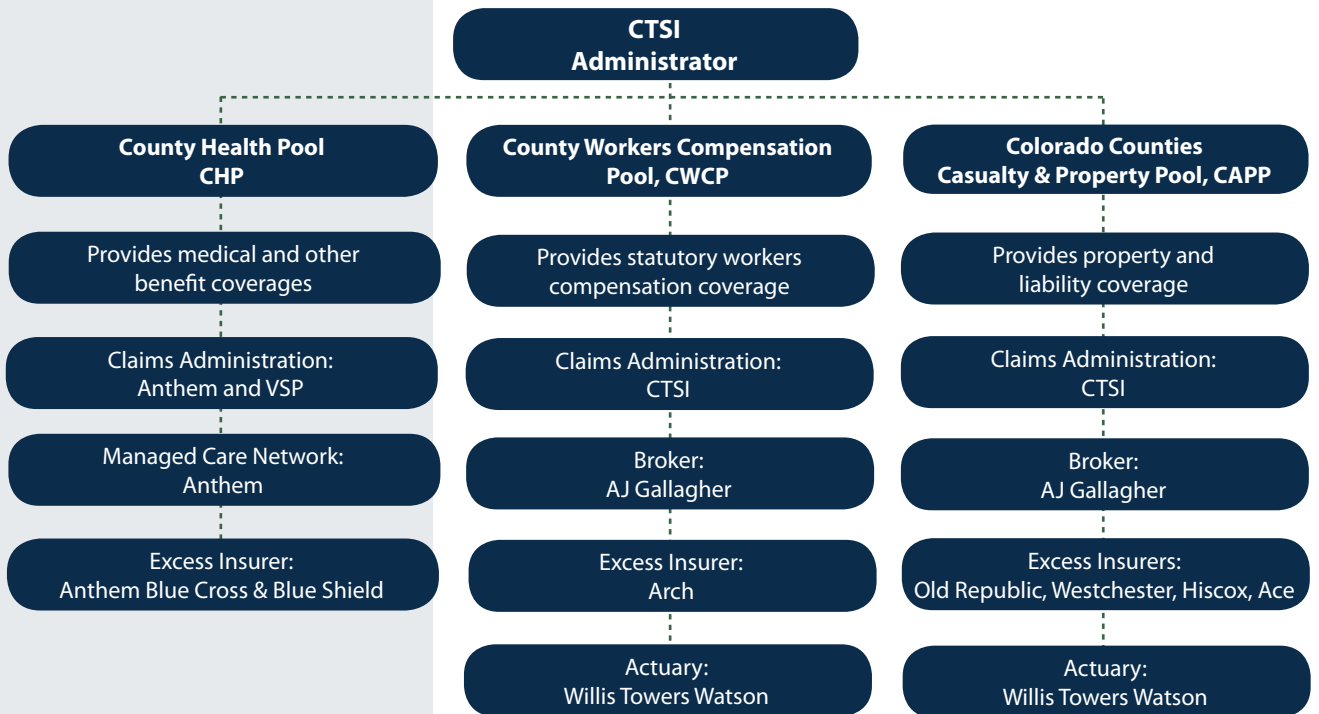 CTSI
Administrator
County Health Pool
CHP
Provides medical and other
benefit coverages
Claims Administration:
Anthem and VSP
Managed Care Network:
Anthem
Excess Insurer:
Anthem Blue Cross & Blue Shield
County Workers Compensation
Pool, CWCP
Provides statutory workers
compensation coverage
Claims Administration:
CTSI
Broker:
AJ Gallagher
Excess Insurer:
Arch
Actuary:
Willis Towers Watson
Colorado Counties
Casualty & Property Pool, CAPP
Provides property and
liability coverage
Claims Administration:
CTSI
Broker:
AJ Gallagher
Excess Insurers:
Old Republic, Westchester, Hiscox, Ace
Actuary:
Willis Towers Watson